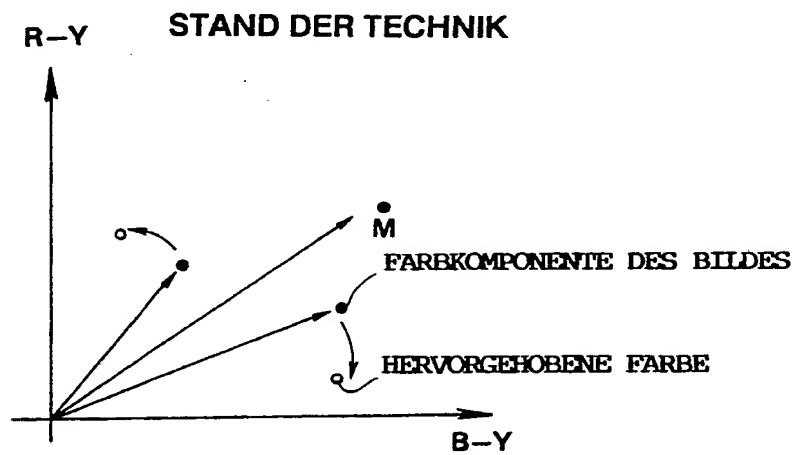 STAND DER TECHNIK
R–Y
M
FARBKOMPONENTE DES BILDES
HERVORGEHOBENE FARBE
B–Y